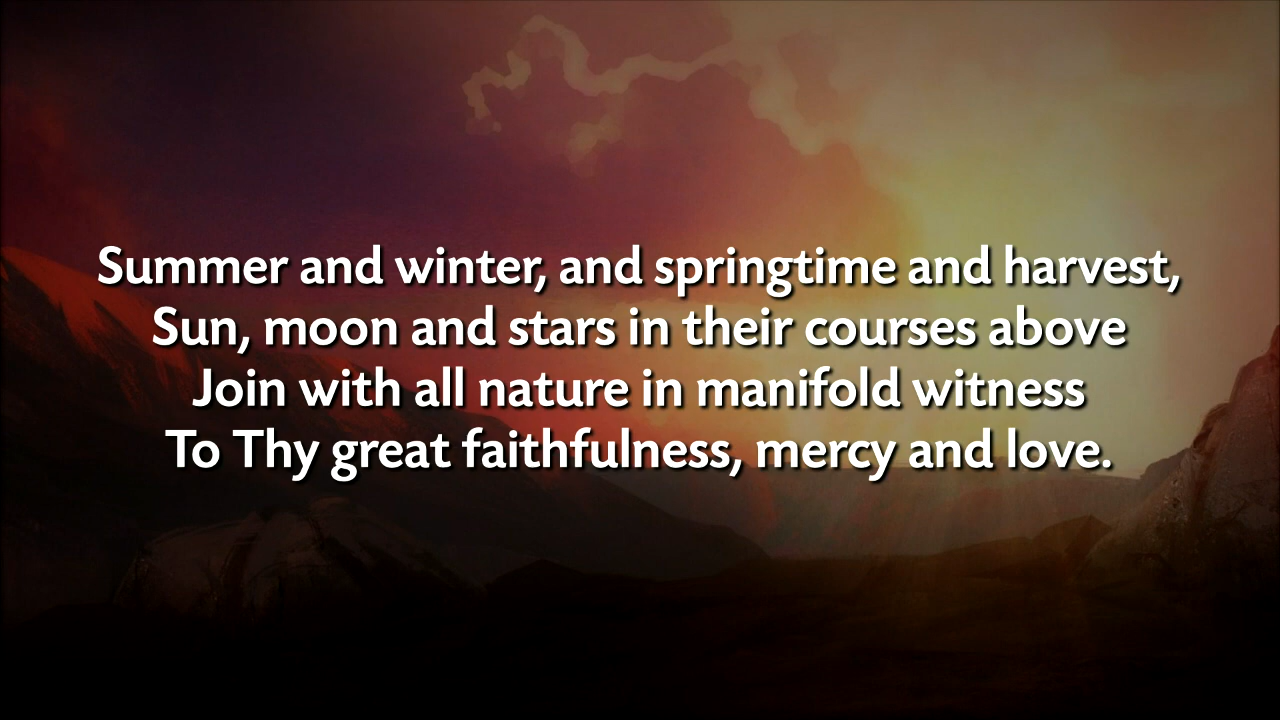 Summer and winter, and springtime and harvest,
Sun, moon and stars in their courses above
Join with all nature in manifold witness
To Thy great faithfulness, mercy and love.